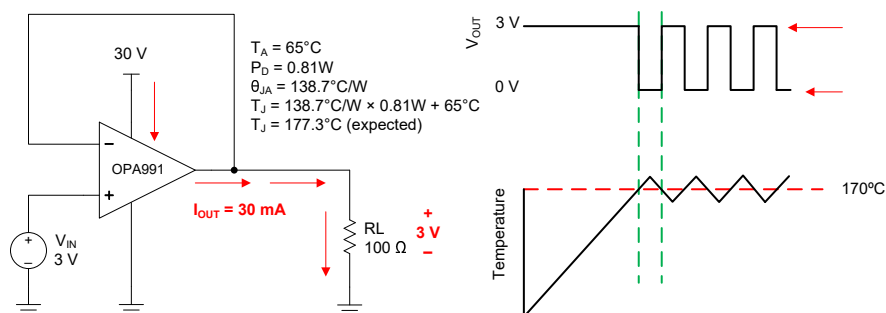 30 V
T_A = 65°C
P_D = 0.81W
θ_JA = 138.7°C/W
T_J = 138.7°C/W × 0.81W + 65°C
T_J = 177.3°C (expected)
–
OPA991
+
I_OUT = 30 mA
+
–
V_IN
3 V
RL
100 Ω
+
3 V
–
V_OUT
3 V
0 V
Temperature
170ºC